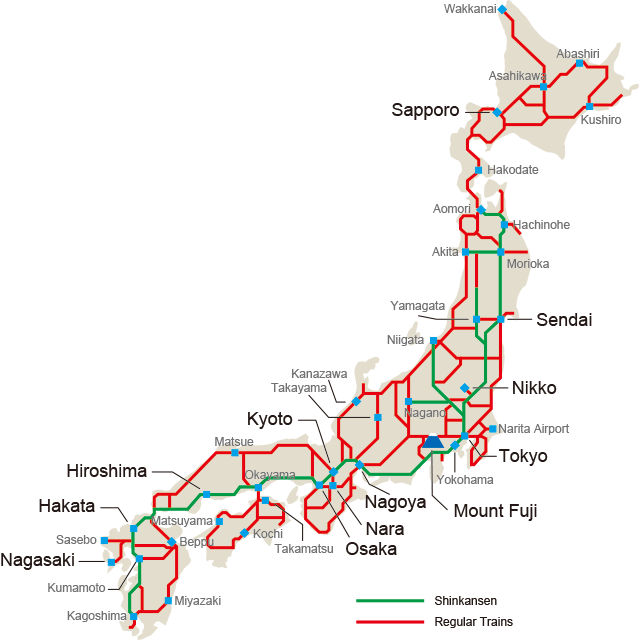 Wakkanai
Abashiri
Asahikawa
Sapporo
Kushiro
Hakodate
Aomori
Hachinohe
Akita
Morioka
Yamagata
Sendai
Niigata
Kanazawa
Takayama
Nikko
Nagano
Kyoto
Narita Airport
Matsue
Tokyo
Hiroshima
Okayama
Yokohama
Nagoya
Mount Fuji
Hakata
Matsuyama
Nara
Sasebo
Beppu
Kochi
Takamatsu
Osaka
Nagasaki
Kumamoto
Miyazaki
Kagoshima
Shinkansen
Regular Trains